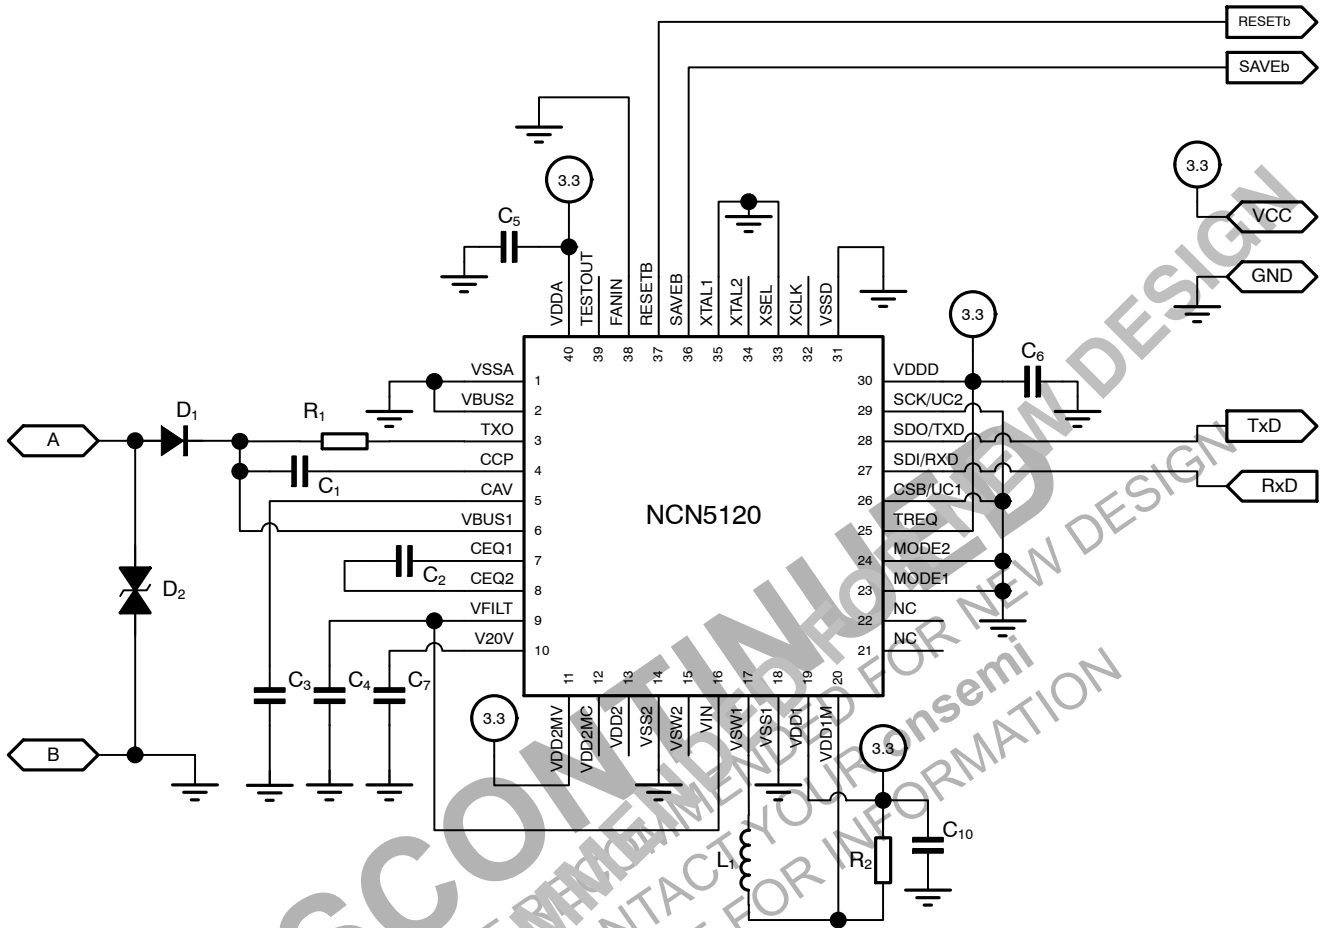 RESETb
SAVEb
3.3
3.3
C5
VCC
GND
VDDA
TESTOUT
FANIN
RESETB
SAVEB
XTAL1
XTAL2
XSEL
XCLK
VSSD
3.3
C6
40
39
38
37
36
35
34
33
32
31
VSSA
1
30
VDDD
VBUS2
2
29
SCK/UC2
D1
R1
TXO
3
28
SDO/TXD
TxD
A
CCP
4
27
SDI/RXD
RxD
C1
CAV
5
26
CSB/UC1
NCN5120
VBUS1
6
25
TREQ
CEQ1
7
24
MODE2
C2
CEQ2
8
23
MODE1
D2
VFILT
9
22
NC
V20V
10
21
NC
11
12
13
14
15
16
17
18
19
20
C3
C4
C7
3.3
VDD2MV
VDD2MC
VDD2
VSS2
VSW2
VIN
VSW1
VSS1
VDD1
VDD1M
3.3
B
L1
R2
C10
NEW DESIGN
FOR NEW DESIGN
RECOMMENDED
CONTACT YOUR onsemi
FOR INFORMATION